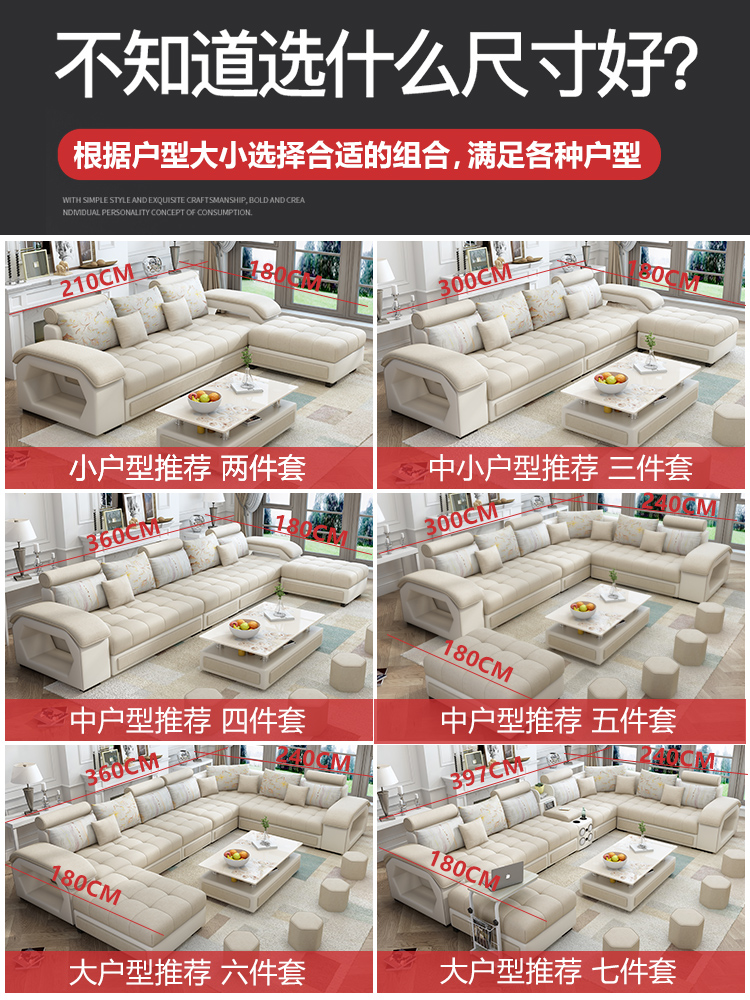 不知道选什么尺寸好？
根据户型大小选择合适的组合，满足各种户型
WITH SIMPLE STYLE AND EXQUISITE CRAFTSMANSHIP, BOLD AND CREA
NDIVIDUAL PERSONALITY CONCEPT OF CONSUMPTION.
210CM
180CM
小户型推荐 两件套
300CM
180CM
中小户型推荐 三件套
360CM
180CM
中户型推荐 四件套
300CM
240CM
180CM
中户型推荐 五件套
360CM
240CM
180CM
大户型推荐 六件套
397CM
240CM
180CM
大户型推荐 七件套